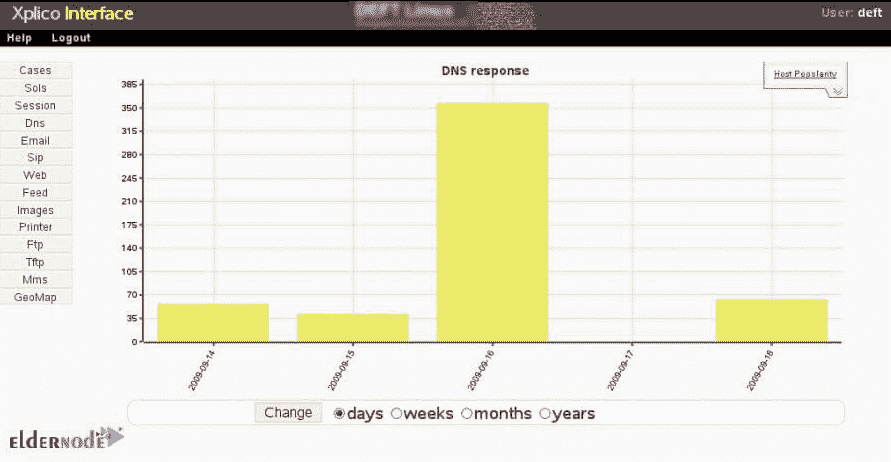 Xplico Interface
User: deft
Help Logout
Cases
Sols
Session
Dns
Email
Sip
Web
Feed
Images
Printer
Ftp
Tftp
Mms
GeoMap
DNS response
Host Popularity
385
350
315
280
245
210
175
140
105
70
35
0
2009-09-14
2009-09-15
2009-09-16
2009-09-17
2009-09-18
Change days weeks months years
ELDERNODE